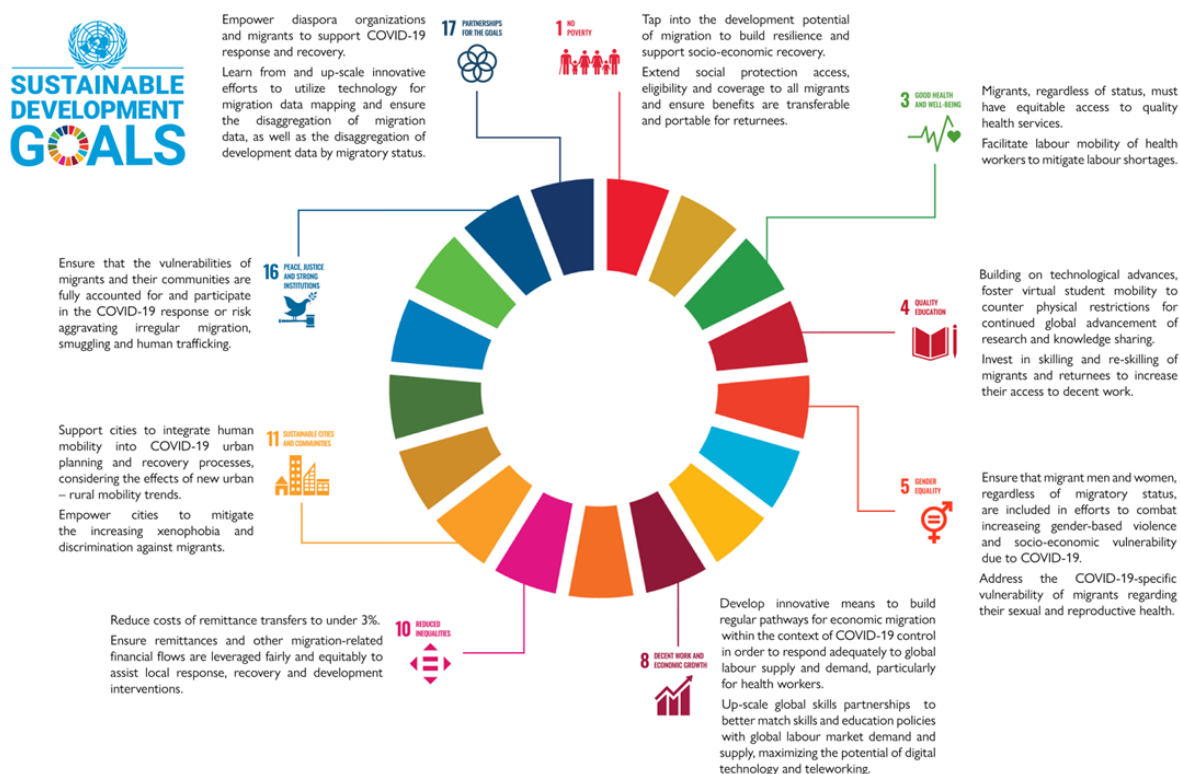 SUSTAINABLE
DEVELOPMENT
GOALS
Empower diaspora organizations
and migrants to support COVID-19
response and recovery.
Learn from and up-scale innovative
efforts to utilize technology for
migration data mapping and ensure
the disaggregation of migration
data, as well as the disaggregation of
development data by migratory status.
17 PARTNERSHIPS
FOR THE GOALS
1 NO
POVERTY
Tap into the development potential
of migration to build resilience and
support socio-economic recovery.
Extend social protection access,
eligibility and coverage to all migrants
and ensure benefits are transferable
and portable for returnees.
3 GOOD HEALTH
AND WELL-BEING
Migrants, regardless of status, must
have equitable access to quality
health services.
Facilitate labour mobility of health
workers to mitigate labour shortages.
Ensure that the vulnerabilities of
migrants and their communities are
fully accounted for and participate
in the COVID-19 response or risk
aggravating irregular migration,
smuggling and human trafficking.
16 PEACE, JUSTICE
AND STRONG
INSTITUTIONS
4 QUALITY
EDUCATION
Building on technological advances,
foster virtual student mobility to
counter physical restrictions for
continued global advancement of
research and knowledge sharing.
Invest in skilling and re-skilling of
migrants and returnees to increase
their access to decent work.
Support cities to integrate human
mobility into COVID-19 urban
planning and recovery processes,
considering the effects of new urban
– rural mobility trends.
Empower cities to mitigate
the increasing xenophobia and
discrimination against migrants.
11 SUSTAINABLE CITIES
AND COMMUNITIES
5 GENDER
EQUALITY
Ensure that migrant men and women,
regardless of migratory status,
are included in efforts to combat
increaseing gender-based violence
and socio-economic vulnerability
due to COVID-19.
Address the COVID-19-specific
vulnerability of migrants regarding
their sexual and reproductive health.
Reduce costs of remittance transfers to under 3%.
Ensure remittances and other migration-related
financial flows are leveraged fairly and equitably to
assist local response, recovery and development
interventions.
10 REDUCED
INEQUALITIES
8 DECENT WORK AND
ECONOMIC GROWTH
Develop innovative means to build
regular pathways for economic migration
within the context of COVID-19 control
in order to respond adequately to global
labour supply and demand, particularly
for health workers.
Up-scale global skills partnerships to
better match skills and education policies
with global labour market demand and
supply, maximizing the potential of digital
technology and teleworking.